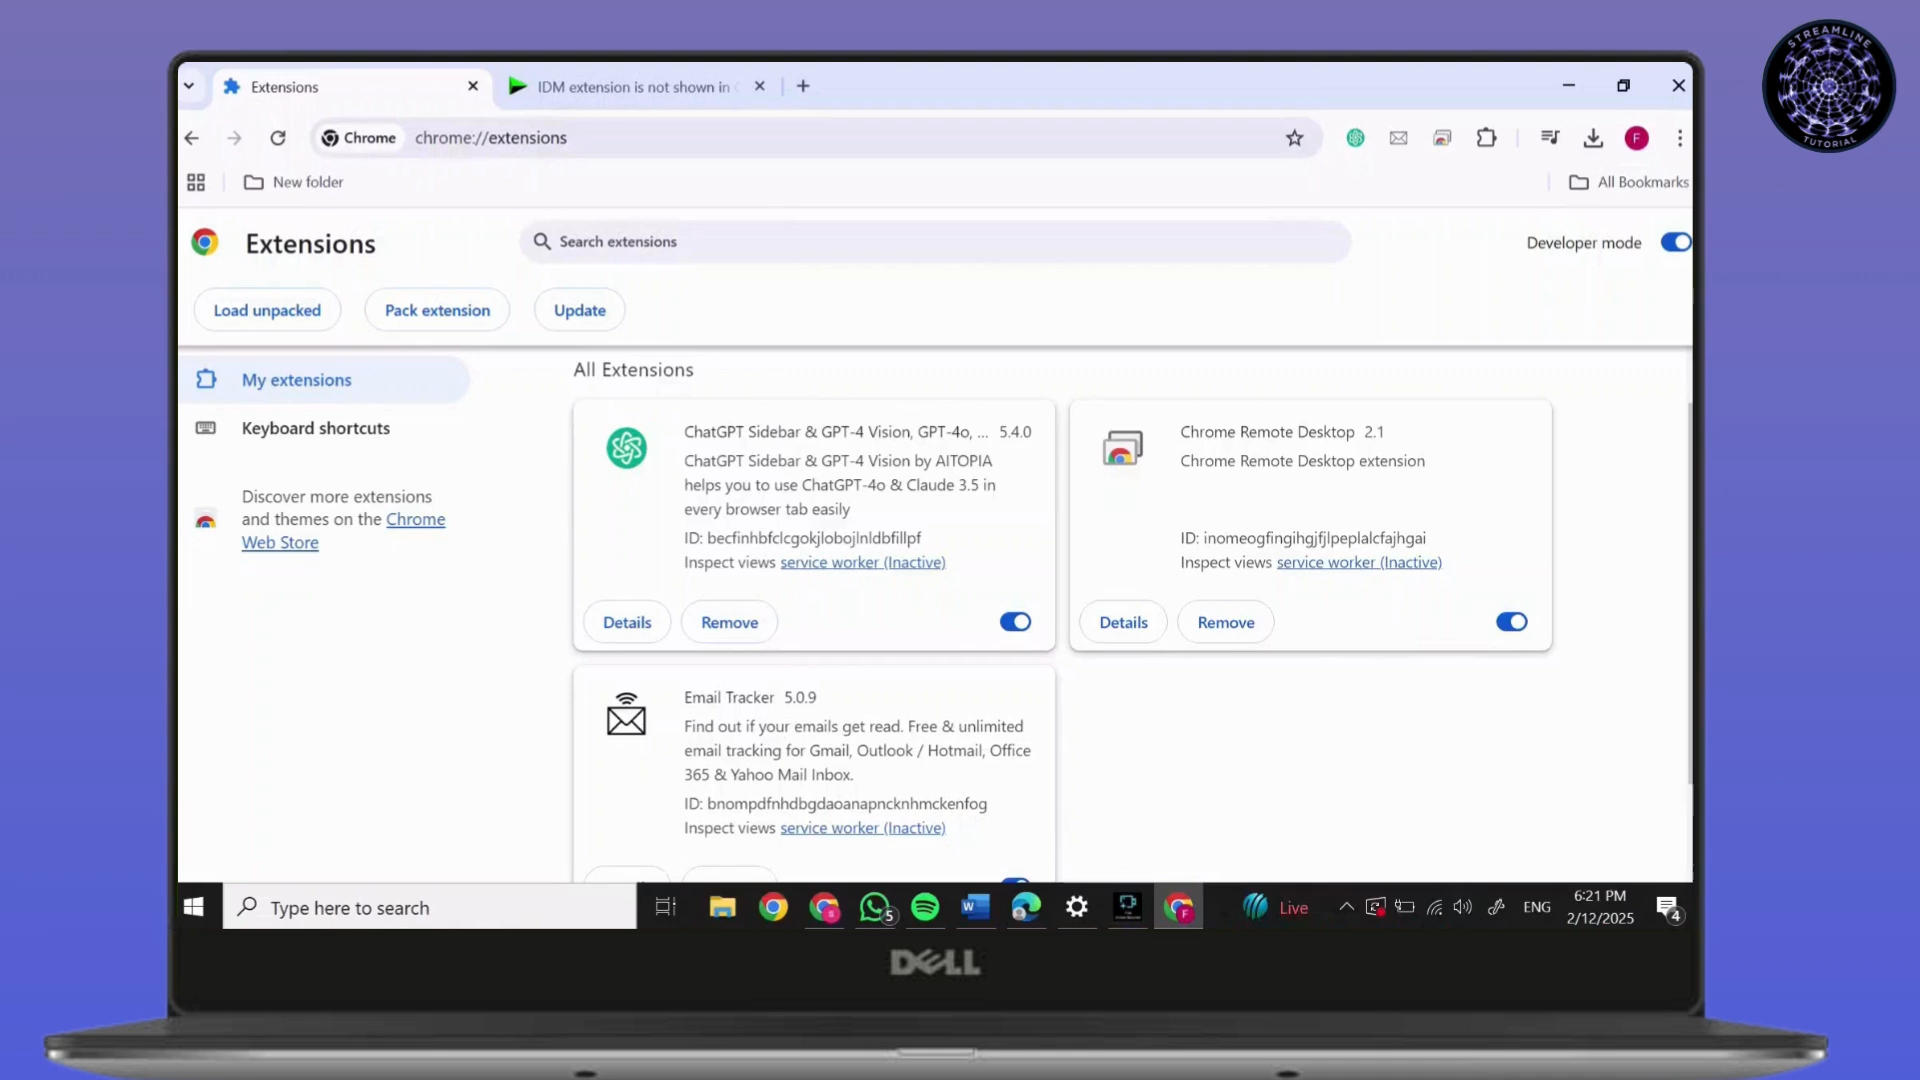 STREAMLINE
TUTORIAL
Extensions
IDM extension is not shown in
Chrome
chrome://extensions
F
New folder
All Bookmarks
Extensions
Search extensions
Developer mode
Load unpacked
Pack extension
Update
My extensions
Keyboard shortcuts
Discover more extensions
and themes on the Chrome
Web Store
All Extensions
ChatGPT Sidebar & GPT-4 Vision, GPT-4o, ... 5.4.0
ChatGPT Sidebar & GPT-4 Vision by AITOPIA
helps you to use ChatGPT-4o & Claude 3.5 in
every browser tab easily
ID: becfinhbfclcgokjlobojlnldbfillpf
Inspect views service worker (Inactive)
Details
Remove
Chrome Remote Desktop 2.1
Chrome Remote Desktop extension
ID: inomeogfingihgjfjlpeplalcfajhgai
Inspect views service worker (Inactive)
Details
Remove
Email Tracker 5.0.9
Find out if your emails get read. Free & unlimited
email tracking for Gmail, Outlook / Hotmail, Office
365 & Yahoo Mail Inbox.
ID: bnompdfnhdbgdaoanapncknhmckenfog
Inspect views service worker (Inactive)
Type here to search
S
5
W
F
Live
ENG
6:21 PM
2/12/2025
4
DELL